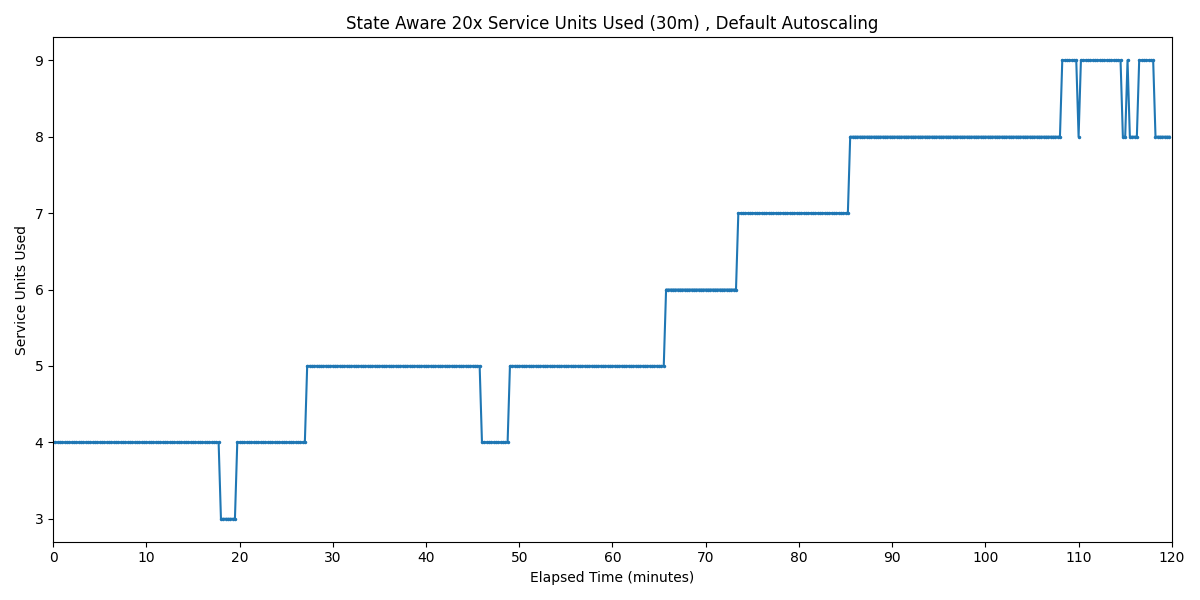 State Aware 20x Service Units Used (30m) , Default Autoscaling
Service Units Used
9
8
7
6
5
4
3
0 10 20 30 40 50 60 70 80 90 100 110 120
Elapsed Time (minutes)